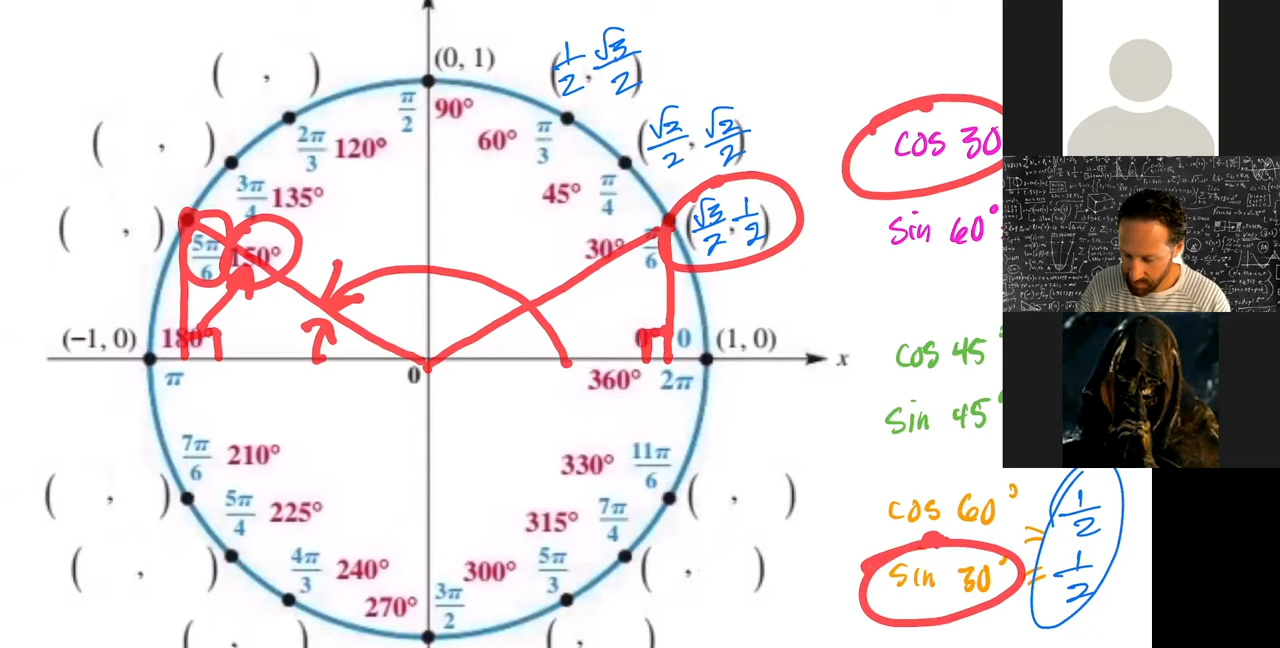 (0, 1)
(1/2, √3/2)
( , )
π/2 90°
2π/3 120°
60° π/3
( , )
(√2/2, √2/2)
cos 30
3π/4 135°
45° π/4
( , )
(√3/2, 1/2)
sin 60°
5π/6 150°
30° π/6
(−1, 0) 180°
0° 0 (1, 0)
x
cos 45°
π
0
360° 2π
sin 45°
7π/6 210°
330° 11π/6
( , )
( , )
cos 60° = 1/2
5π/4 225°
315° 7π/4
( , )
4π/3 240°
300° 5π/3
( , )
sin 30° = 1/2
270° 3π/2
( , )
( , )